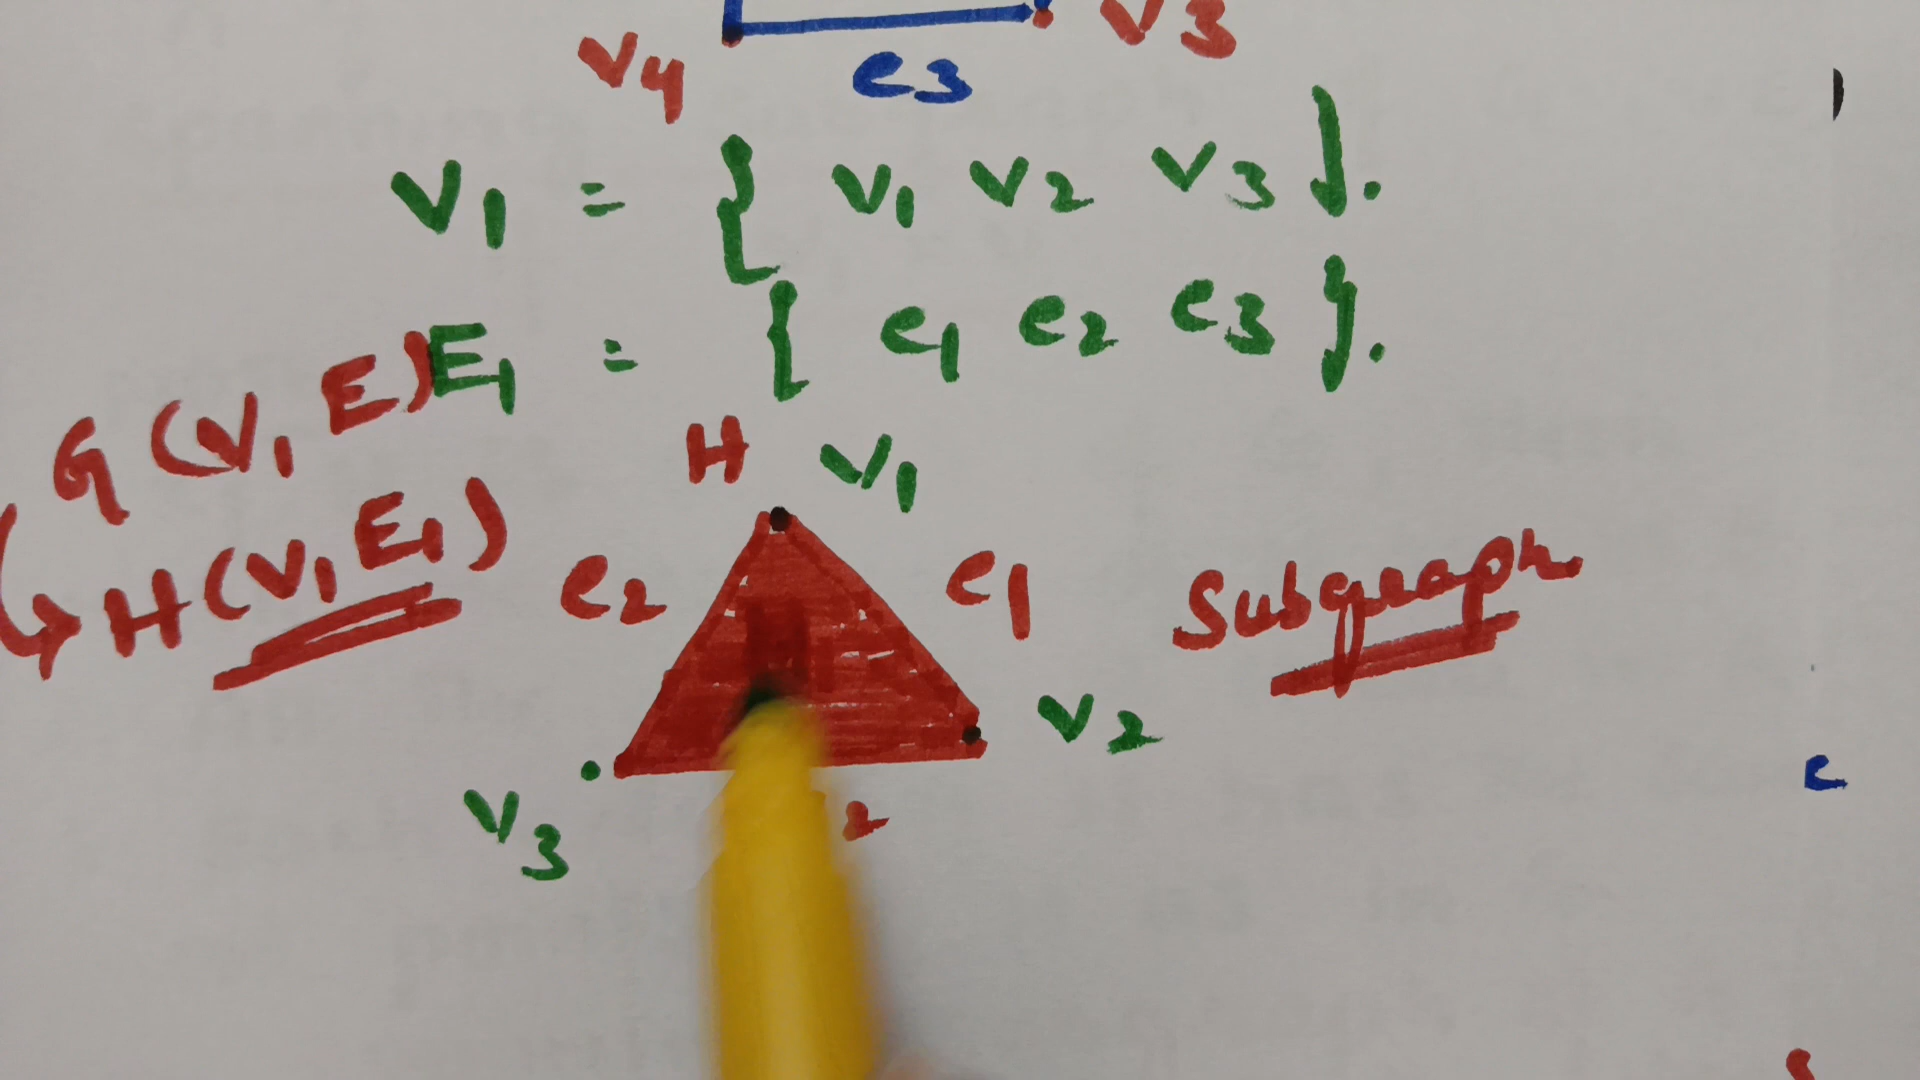 v4 e3 v3
V1 = { v1 v2 v3 }.
E1 = { e1 e2 e3 }.
G(V, E)
H(V1 E1)
H v1
e2 e1
Subgraph
v2
v3 2